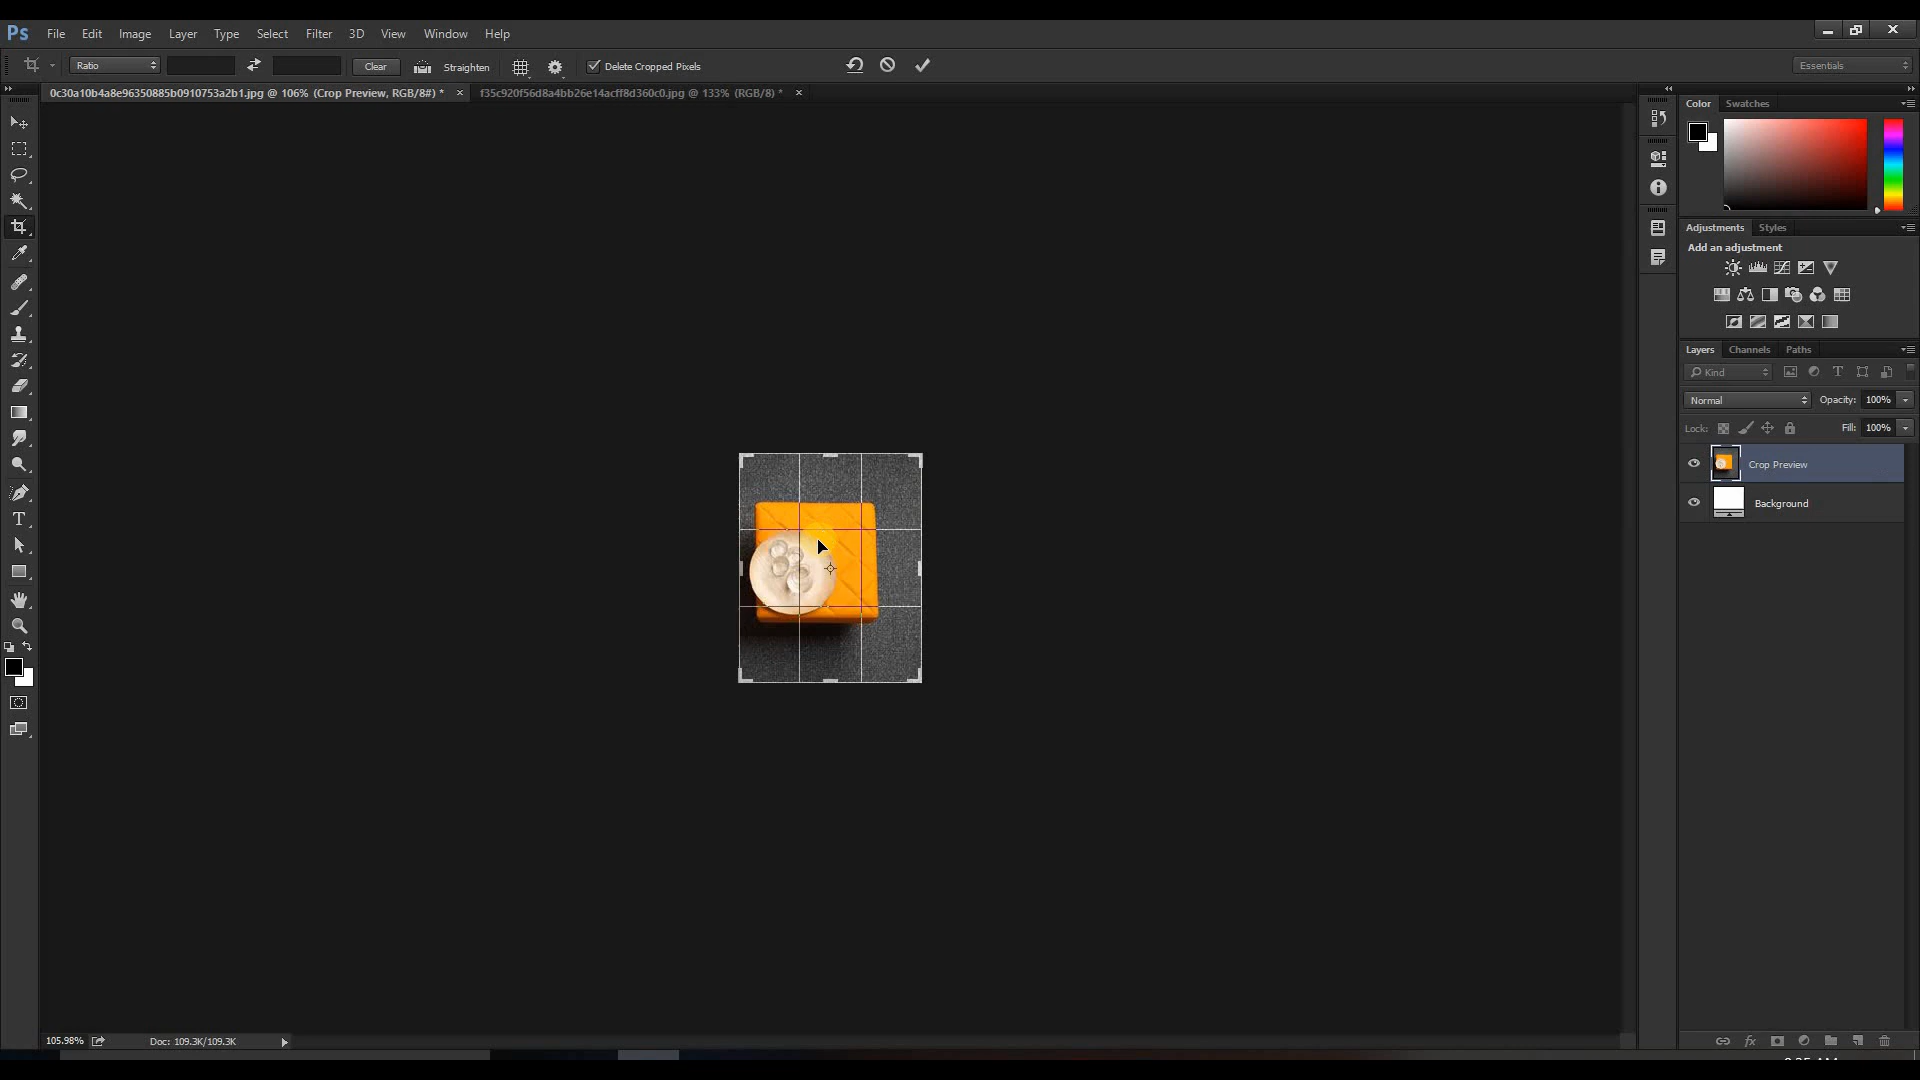 Ps File Edit Image Layer Type Select Filter 3D View Window Help
Ratio Clear Straighten Delete Cropped Pixels Essentials
0c30a10b4a8e96350885b0910753a2b1.jpg @ 106% (Crop Preview, RGB/8#) * × f35c920f56d8a4bb26e14acff8d360c0.jpg @ 133% (RGB/8) * ×
Color Swatches
Adjustments Styles
Add an adjustment
Layers Channels Paths
Kind
Normal Opacity: 100%
Lock: Fill: 100%
Crop Preview
Background
105.98% Doc: 109.3K/109.3K